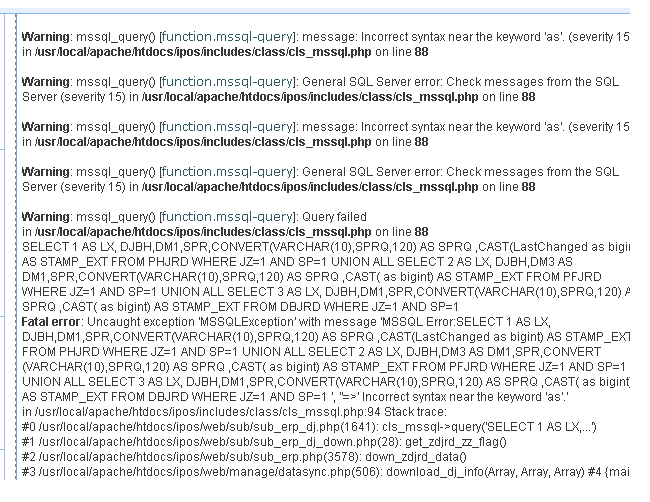 Warning: mssql_query() [function.mssql-query]: message: Incorrect syntax near the keyword 'as'. (severity 15
in /usr/local/apache/htdocs/ipos/includes/class/cls_mssql.php on line 88
Warning: mssql_query() [function.mssql-query]: General SQL Server error: Check messages from the SQL
Server (severity 15) in /usr/local/apache/htdocs/ipos/includes/class/cls_mssql.php on line 88
Warning: mssql_query() [function.mssql-query]: message: Incorrect syntax near the keyword 'as'. (severity 15
in /usr/local/apache/htdocs/ipos/includes/class/cls_mssql.php on line 88
Warning: mssql_query() [function.mssql-query]: General SQL Server error: Check messages from the SQL
Server (severity 15) in /usr/local/apache/htdocs/ipos/includes/class/cls_mssql.php on line 88
Warning: mssql_query() [function.mssql-query]: Query failed
in /usr/local/apache/htdocs/ipos/includes/class/cls_mssql.php on line 88
SELECT 1 AS LX, DJBH,DM1,SPR,CONVERT(VARCHAR(10),SPRQ,120) AS SPRQ ,CAST(LastChanged as bigi
AS STAMP_EXT FROM PHJRD WHERE JZ=1 AND SP=1 UNION ALL SELECT 2 AS LX, DJBH,DM3 AS
DM1,SPR,CONVERT(VARCHAR(10),SPRQ,120) AS SPRQ ,CAST( as bigint) AS STAMP_EXT FROM PFJRD
WHERE JZ=1 AND SP=1 UNION ALL SELECT 3 AS LX, DJBH,DM1,SPR,CONVERT(VARCHAR(10),SPRQ,120) A
SPRQ ,CAST( as bigint) AS STAMP_EXT FROM DBJRD WHERE JZ=1 AND SP=1
Fatal error: Uncaught exception 'MSSQLException' with message 'MSSQL Error:SELECT 1 AS LX,
DJBH,DM1,SPR,CONVERT(VARCHAR(10),SPRQ,120) AS SPRQ ,CAST(LastChanged as bigint) AS STAMP_EXT
FROM PHJRD WHERE JZ=1 AND SP=1 UNION ALL SELECT 2 AS LX, DJBH,DM3 AS DM1,SPR,CONVERT
(VARCHAR(10),SPRQ,120) AS SPRQ ,CAST( as bigint) AS STAMP_EXT FROM PFJRD WHERE JZ=1 AND SP=1
UNION ALL SELECT 3 AS LX, DJBH,DM1,SPR,CONVERT(VARCHAR(10),SPRQ,120) AS SPRQ ,CAST( as bigint)
AS STAMP_EXT FROM DBJRD WHERE JZ=1 AND SP=1 ', ''=>' Incorrect syntax near the keyword 'as'.'
in /usr/local/apache/htdocs/ipos/includes/class/cls_mssql.php:94 Stack trace:
#0 /usr/local/apache/htdocs/ipos/web/sub/sub_erp_dj.php(1641): cls_mssql->query('SELECT 1 AS LX,...')
#1 /usr/local/apache/htdocs/ipos/web/sub/sub_erp_dj_down.php(28): get_zdjrd_zz_flag()
#2 /usr/local/apache/htdocs/ipos/web/sub/sub_erp.php(3578): down_zdjrd_data()
#3 /usr/local/apache/htdocs/ipos/web/manage/datasync.php(506): download_dj_info(Array, Array, Array) #4 {mai